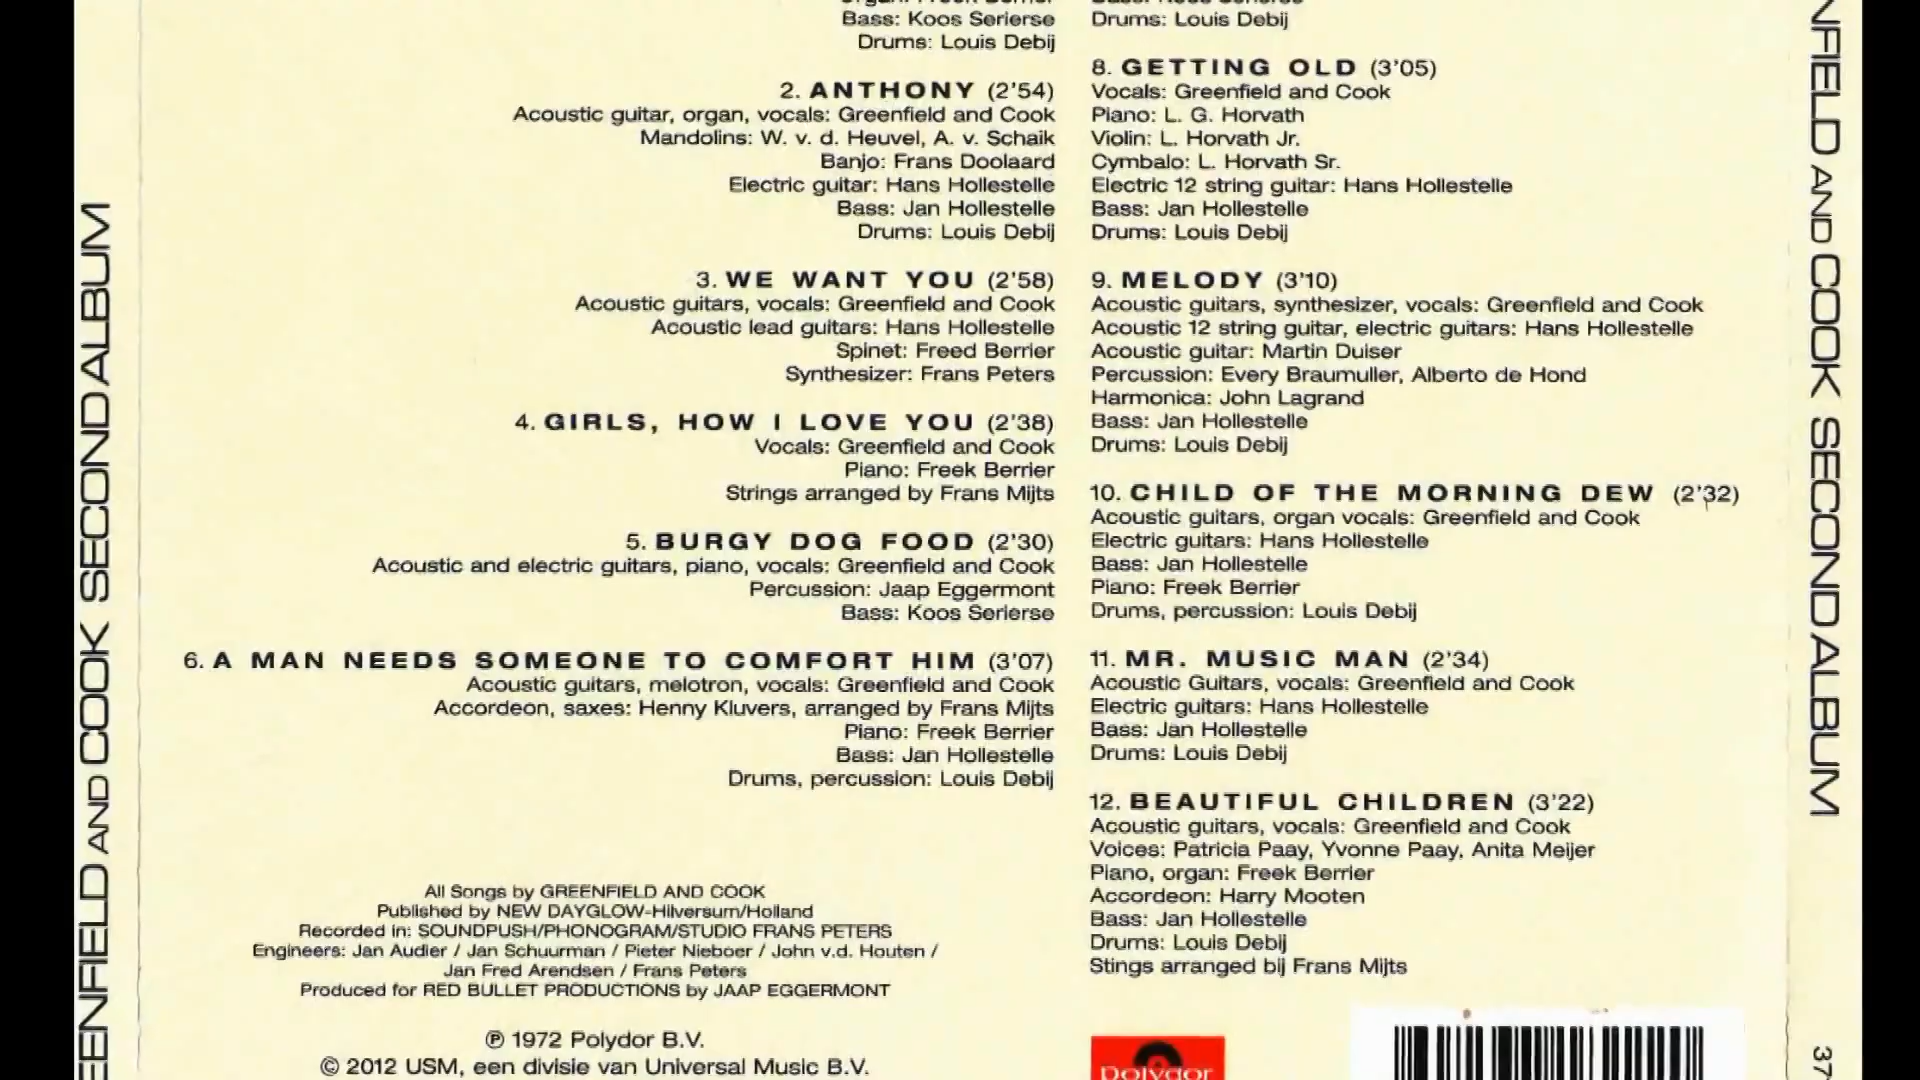 Bass: Koos Serierse
Drums: Louis Debij
2. ANTHONY (2'54)
Acoustic guitar, organ, vocals: Greenfield and Cook
Mandolins: W. v. d. Heuvel, A. v. Schaik
Banjo: Frans Doolaard
Electric guitar: Hans Hollestelle
Bass: Jan Hollestelle
Drums: Louis Debij
3. WE WANT YOU (2'58)
Acoustic guitars, vocals: Greenfield and Cook
Acoustic lead guitars: Hans Hollestelle
Spinet: Freed Berrier
Synthesizer: Frans Peters
4. GIRLS, HOW I LOVE YOU (2'38)
Vocals: Greenfield and Cook
Piano: Freek Berrier
Strings arranged by Frans Mijts
5. BURGY DOG FOOD (2'30)
Acoustic and electric guitars, piano, vocals: Greenfield and Cook
Percussion: Jaap Eggermont
Bass: Koos Serierse
6. A MAN NEEDS SOMEONE TO COMFORT HIM (3'07)
Acoustic guitars, melotron, vocals: Greenfield and Cook
Accordeon, saxes: Henny Kluvers, arranged by Frans Mijts
Piano: Freek Berrier
Bass: Jan Hollestelle
Drums, percussion: Louis Debij
All Songs by GREENFIELD AND COOK
Published by NEW DAYGLOW-Hilversum/Holland
Recorded in: SOUNDPUSH/PHONOGRAM/STUDIO FRANS PETERS
Engineers: Jan Audier / Jan Schuurman / Pieter Nieboer / John v.d. Houten /
Jan Fred Arendsen / Frans Peters
Produced for RED BULLET PRODUCTIONS by JAAP EGGERMONT
℗ 1972 Polydor B.V.
© 2012 USM, een divisie van Universal Music B.V.
Drums: Louis Debij
8. GETTING OLD (3'05)
Vocals: Greenfield and Cook
Piano: L. G. Horvath
Violin: L. Horvath Jr.
Cymbalo: L. Horvath Sr.
Electric 12 string guitar: Hans Hollestelle
Bass: Jan Hollestelle
Drums: Louis Debij
9. MELODY (3'10)
Acoustic guitars, synthesizer, vocals: Greenfield and Cook
Acoustic 12 string guitar, electric guitars: Hans Hollestelle
Acoustic guitar: Martin Duiser
Percussion: Every Braumuller, Alberto de Hond
Harmonica: John Lagrand
Bass: Jan Hollestelle
Drums: Louis Debij
10. CHILD OF THE MORNING DEW (2'32)
Acoustic guitars, organ vocals: Greenfield and Cook
Electric guitars: Hans Hollestelle
Bass: Jan Hollestelle
Piano: Freek Berrier
Drums, percussion: Louis Debij
11. MR. MUSIC MAN (2'34)
Acoustic Guitars, vocals: Greenfield and Cook
Electric guitars: Hans Hollestelle
Bass: Jan Hollestelle
Drums: Louis Debij
12. BEAUTIFUL CHILDREN (3'22)
Acoustic guitars, vocals: Greenfield and Cook
Voices: Patricia Paay, Yvonne Paay, Anita Meijer
Piano, organ: Freek Berrier
Accordeon: Harry Mooten
Bass: Jan Hollestelle
Drums: Louis Debij
Stings arranged bij Frans Mijts
polydor
EENFIELD AND COOK SECOND ALBUM
NFIELD AND COOK SECOND ALBUM
37